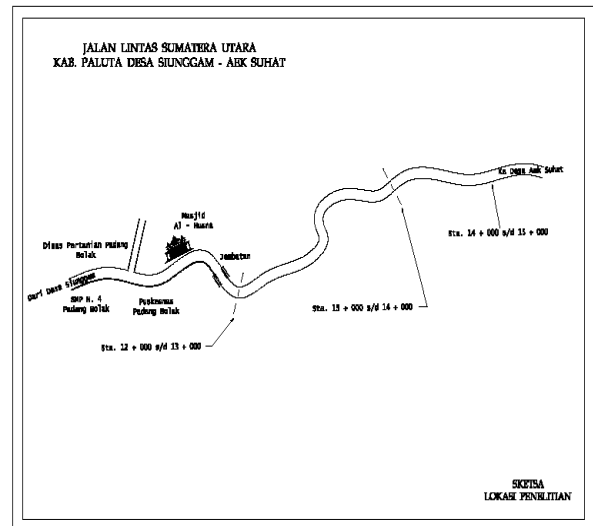 JALAN LINTAS SUMATERA UTARA
KAB. PALUTA DESA SIUNGGAM - AEK SUHAT
Ke Desa Aek Suhat
Masjid
Al - Husna
Sta. 14 + 000 s/d 15 + 000
Dinas Pertanian Padang
Bolak
Jembatan
Dari Desa Siunggam
SMP N. 4
Padang Bolak
Puskesmas
Padang Bolak
Sta. 13 + 000 s/d 14 + 000
Sta. 12 + 000 s/d 13 + 000
SKETSA
LOKASI PENELITIAN